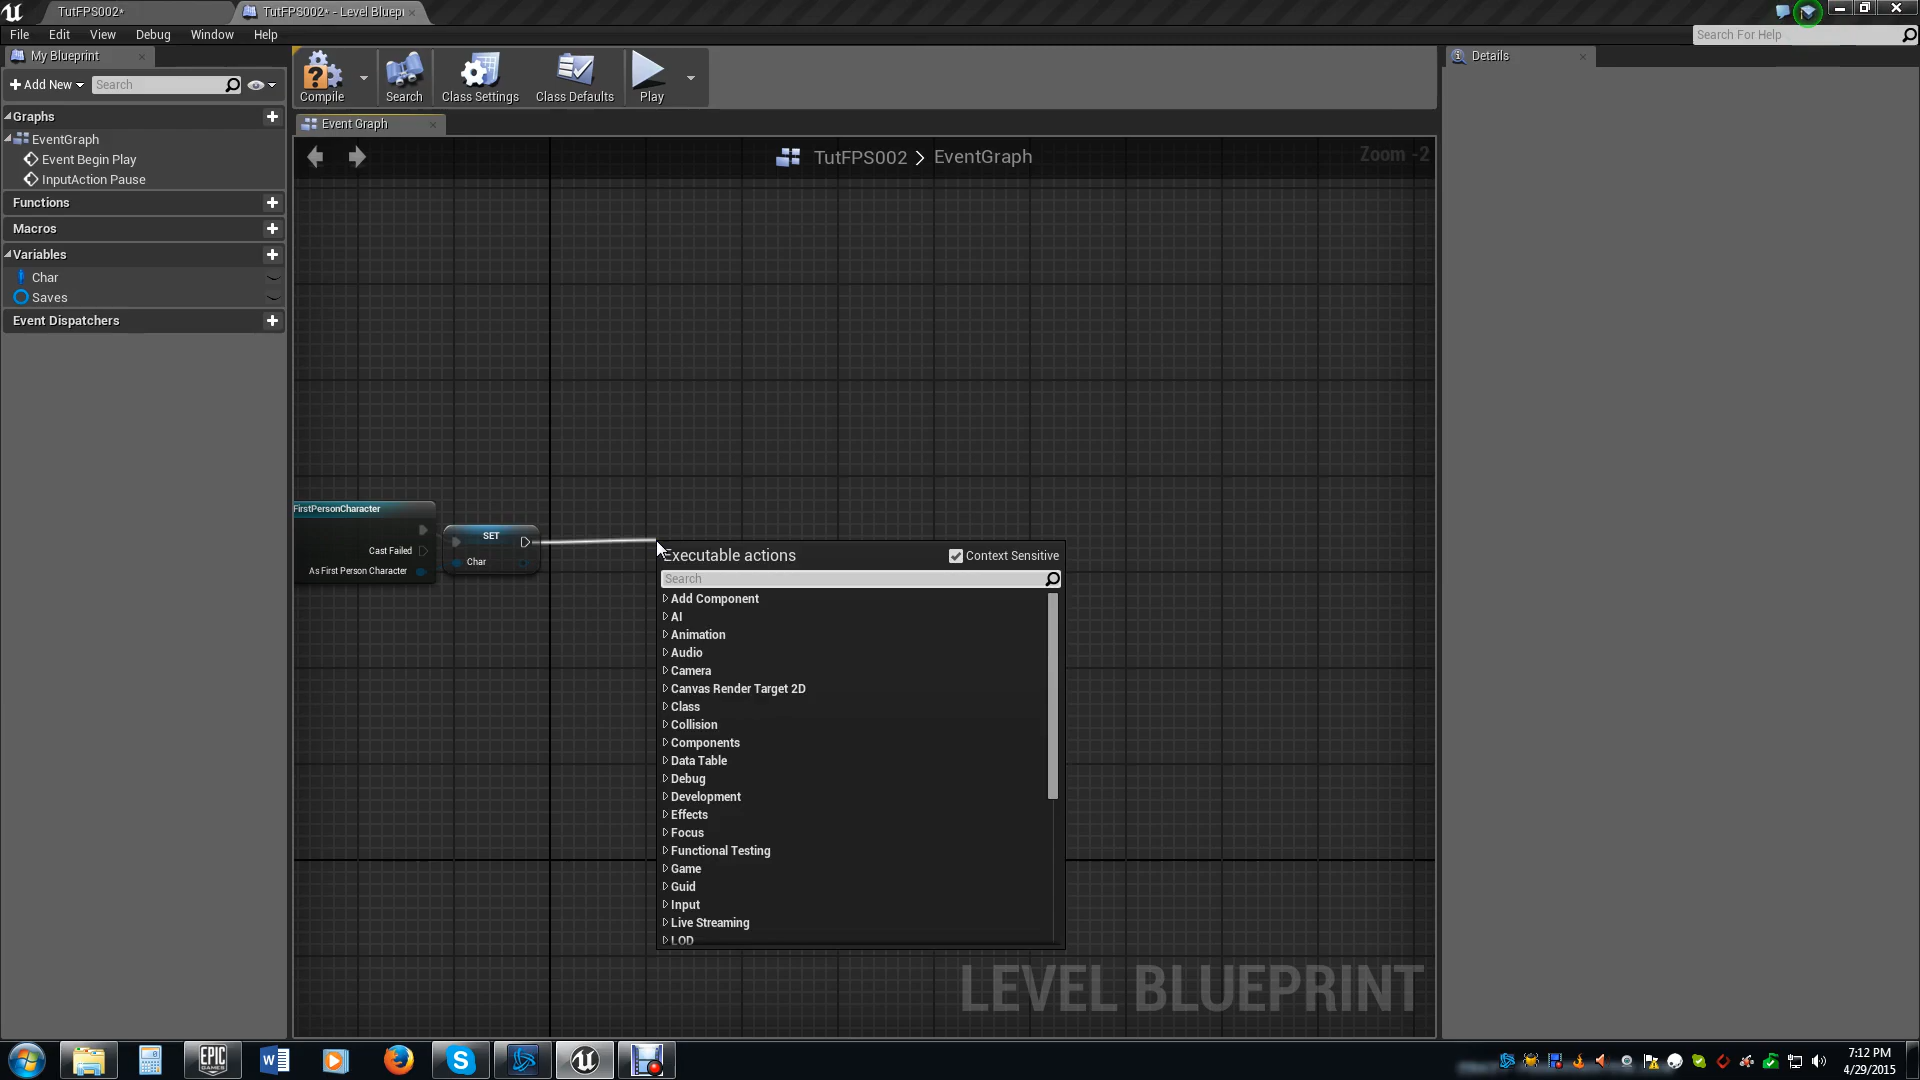 TutFPS002*
TutFPS002* - Level Bluepi
File Edit View Debug Window Help
Search For Help
My Blueprint
Add New
Search
Graphs
EventGraph
Event Begin Play
InputAction Pause
Functions
Macros
Variables
Char
Saves
Event Dispatchers
Compile
Search
Class Settings
Class Defaults
Play
Details
Event Graph
TutFPS002 > EventGraph
Zoom -2
FirstPersonCharacter
Cast Failed
As First Person Character
SET
Char
Executable actions
Context Sensitive
Search
Add Component
AI
Animation
Audio
Camera
Canvas Render Target 2D
Class
Collision
Components
Data Table
Debug
Development
Effects
Focus
Functional Testing
Game
Guid
Input
Live Streaming
LOD
LEVEL BLUEPRINT
EPIC
GAMES
7:12 PM
4/29/2015